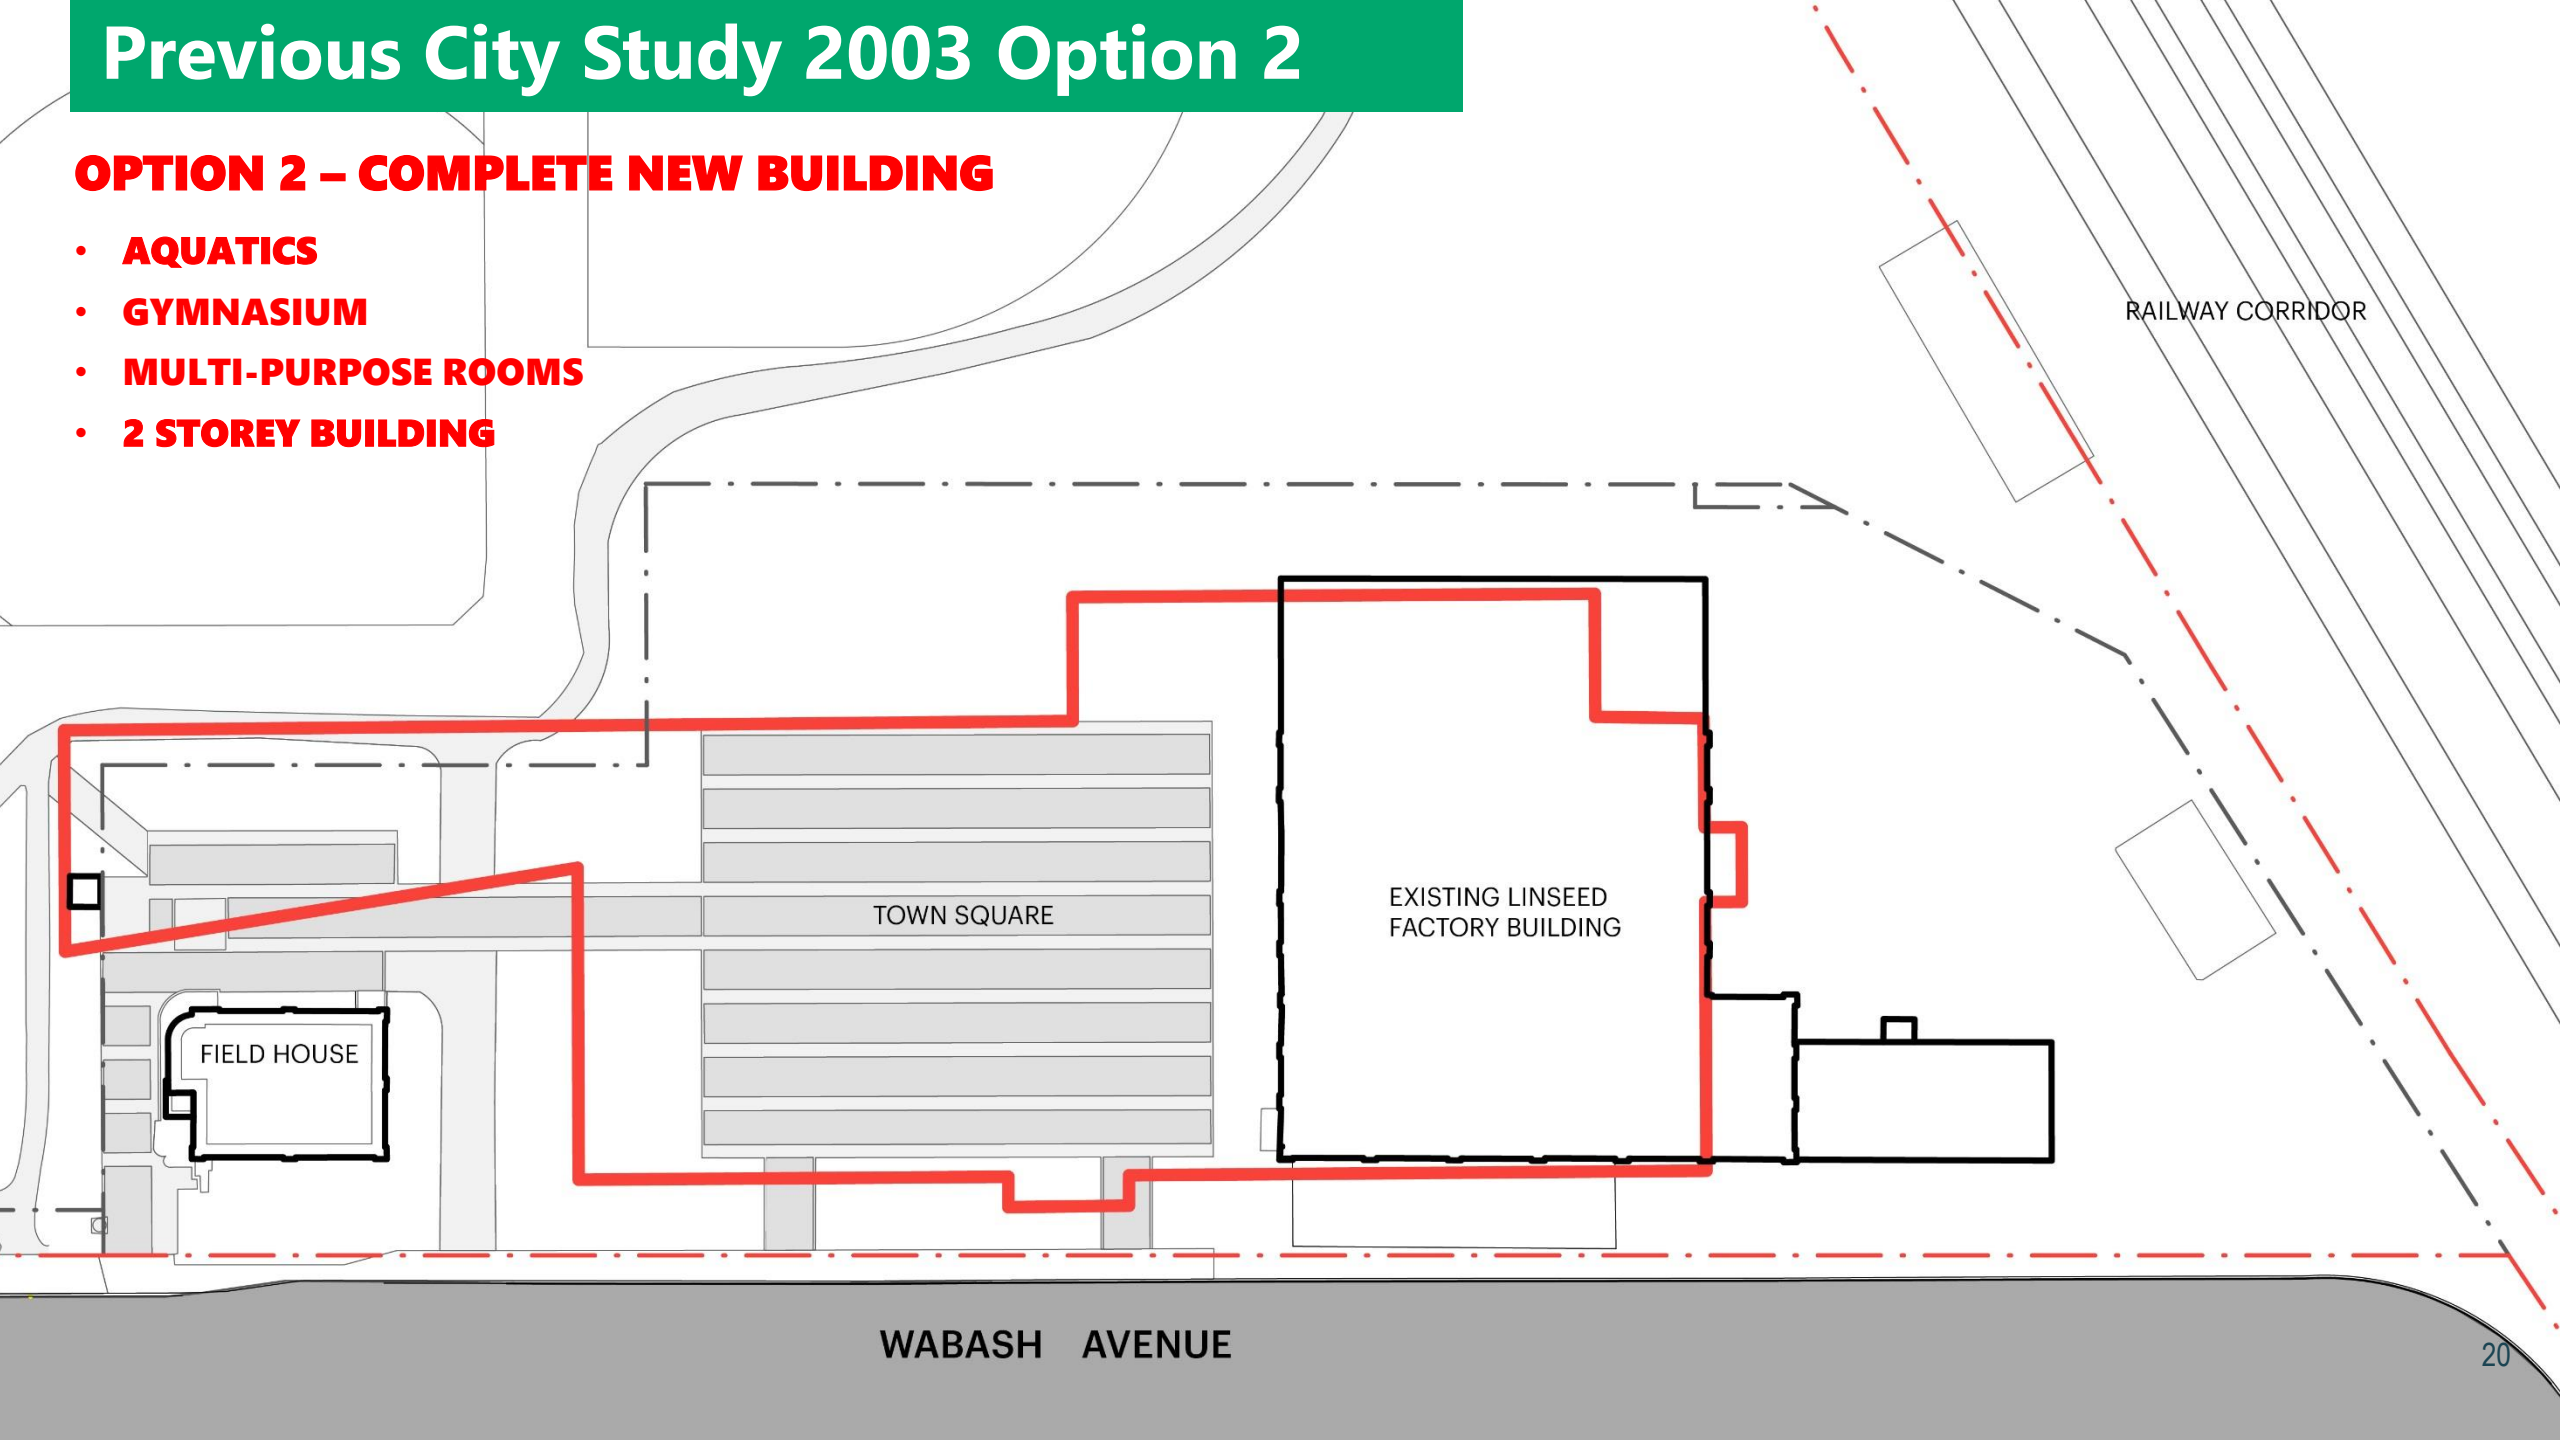 Previous City Study 2003 Option 2
OPTION 2 – COMPLETE NEW BUILDING
• AQUATICS
• GYMNASIUM
• MULTI-PURPOSE ROOMS
• 2 STOREY BUILDING
RAILWAY CORRIDOR
EXISTING LINSEED
FACTORY BUILDING
TOWN SQUARE
FIELD HOUSE
WABASH AVENUE
20